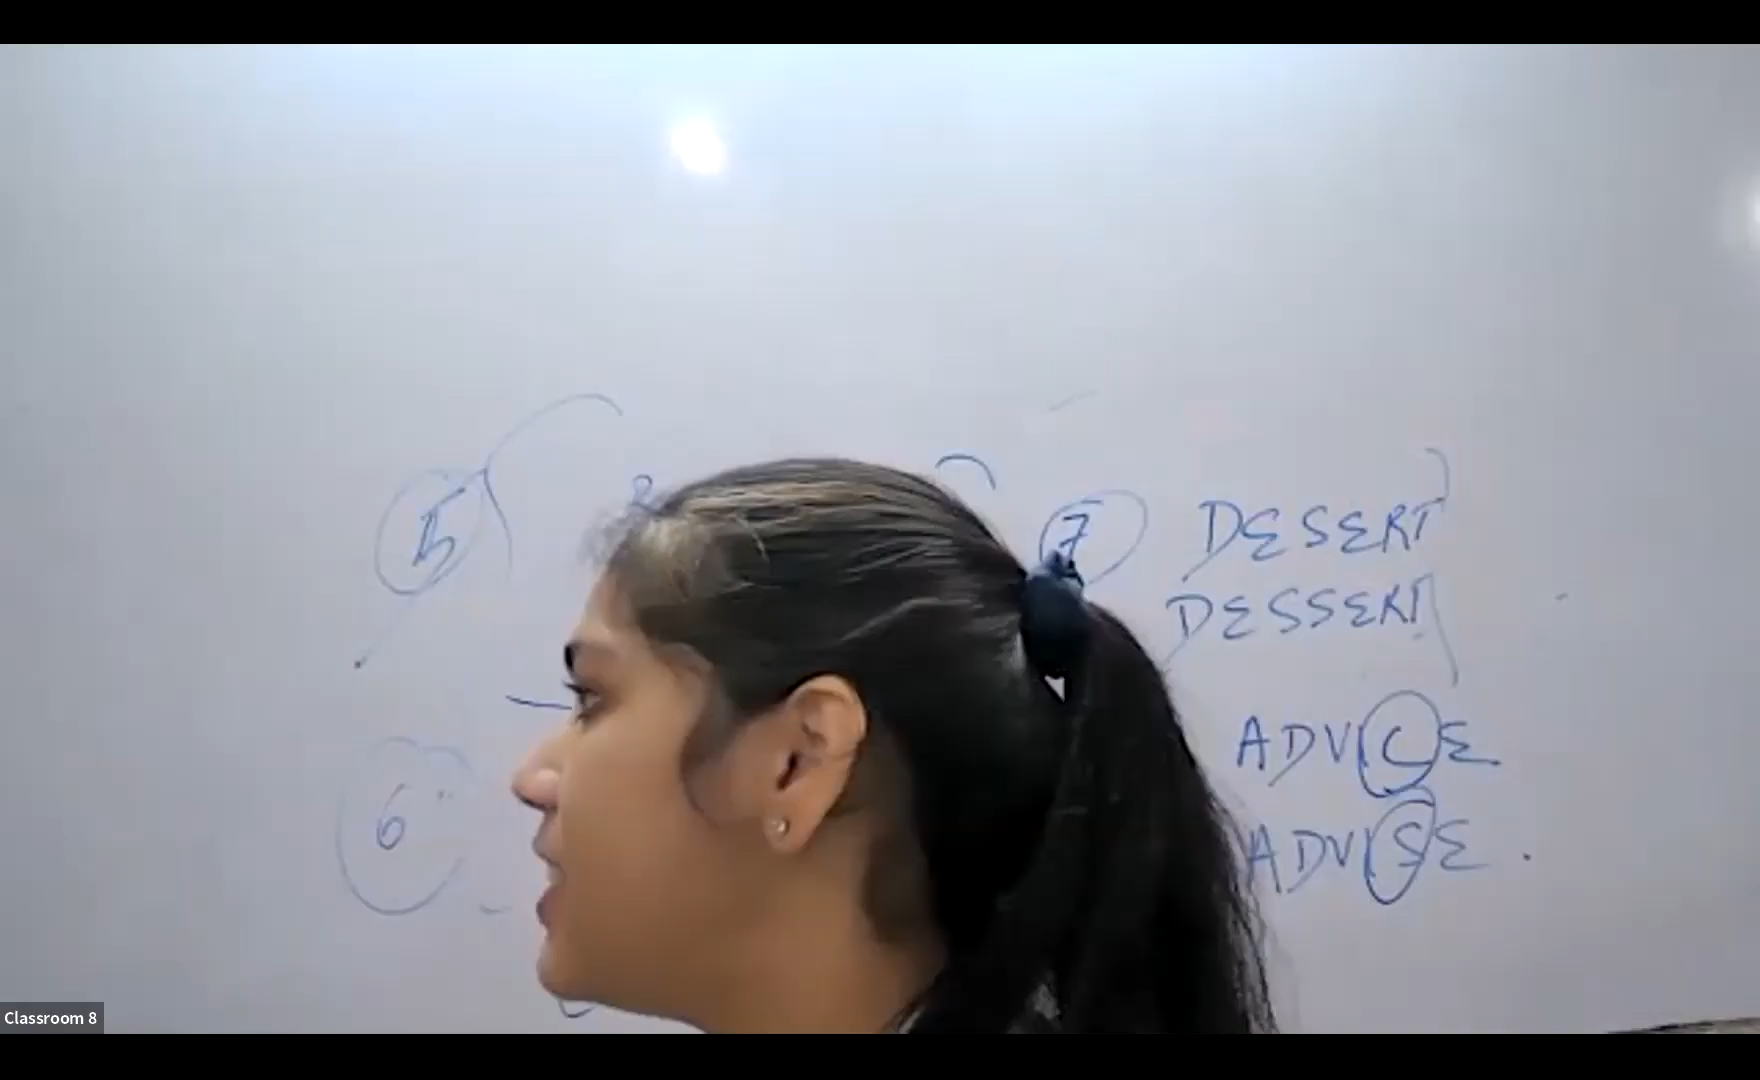 5
7 DESERT
DESSERT
ADVICE
6
ADVISE
Classroom 8